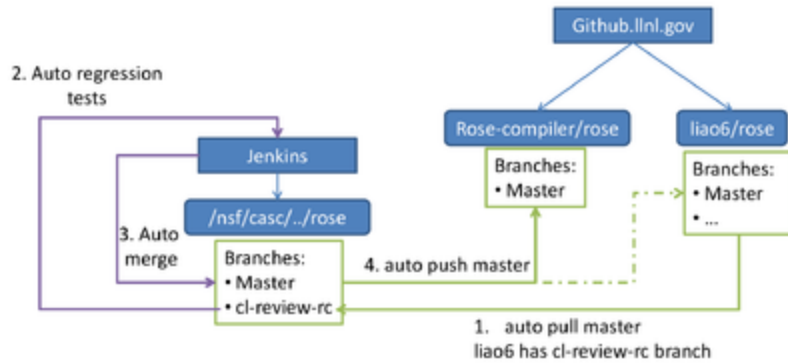 Github.llnl.gov
2. Auto regression
tests
Rose-compiler/rose
liao6/rose
Jenkins
Branches:
• Master
Branches:
• Master
• ...
/nsf/casc/../rose
3. Auto
merge
Branches:
• Master
• cl-review-rc
4. auto push master
1. auto pull master
liao6 has cl-review-rc branch